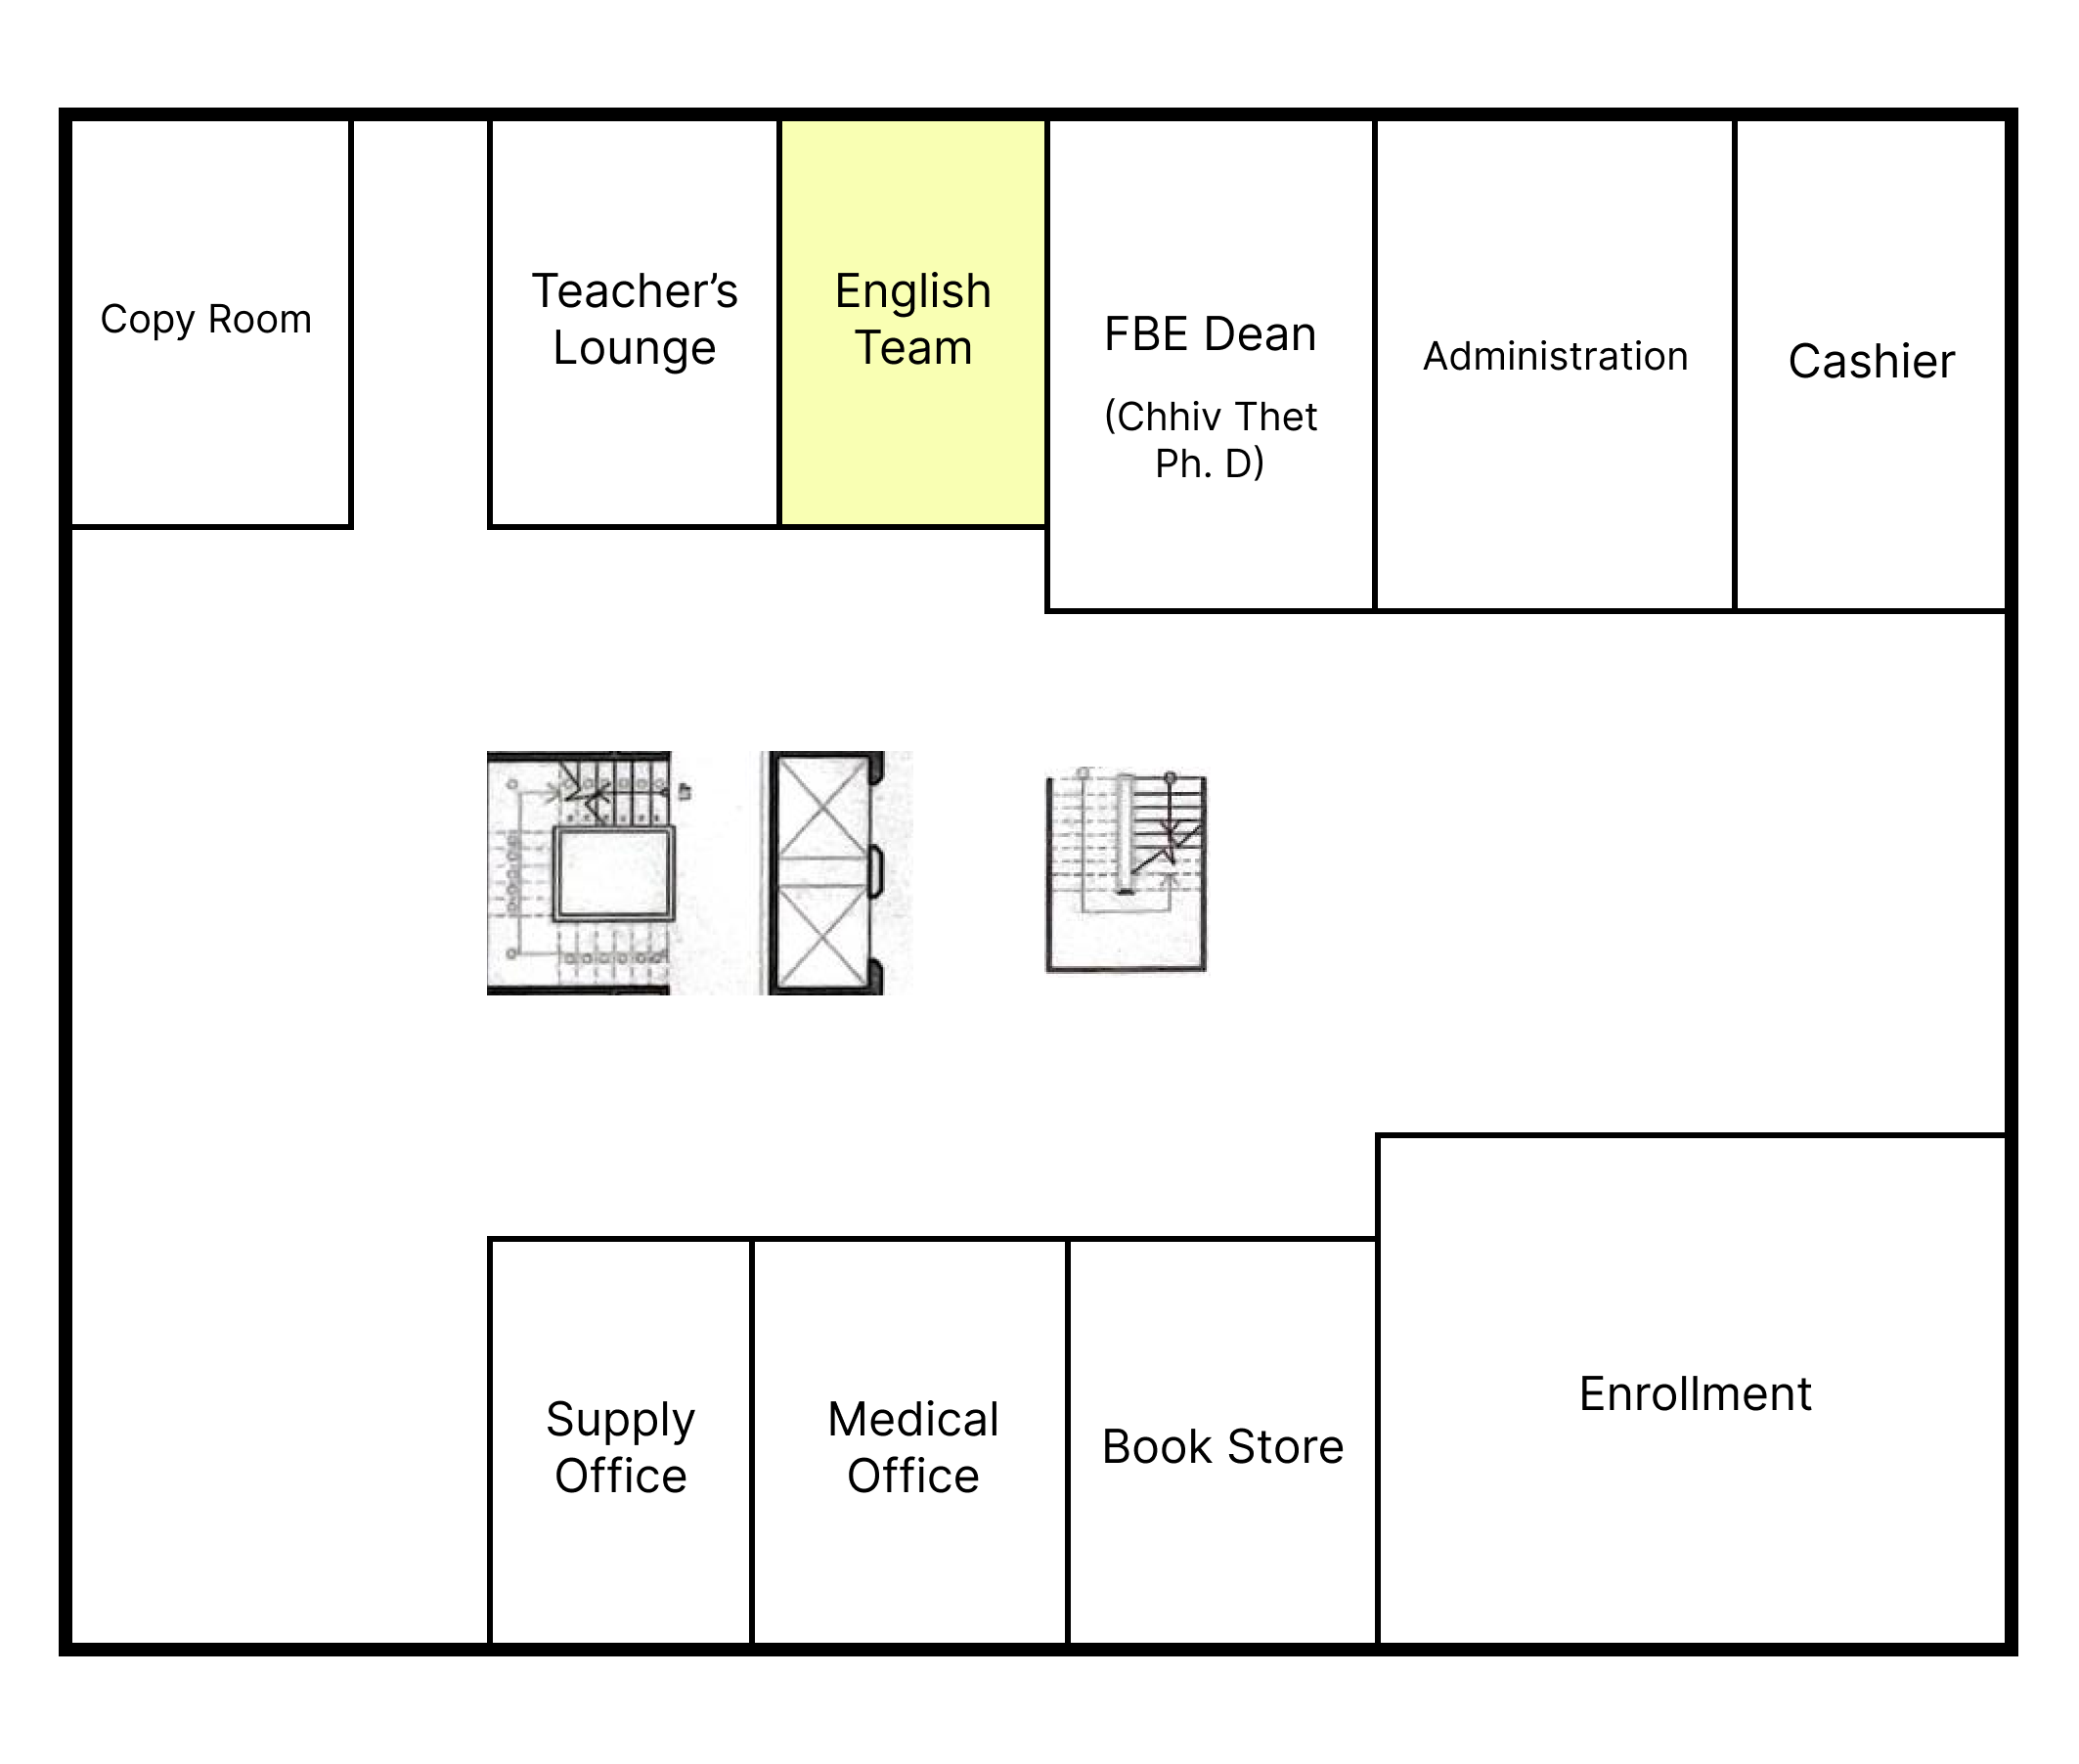 Copy Room
Teacher’s
Lounge
English
Team
FBE Dean
(Chhiv Thet
Ph. D)
Administration
Cashier
Supply
Office
Medical
Office
Book Store
Enrollment